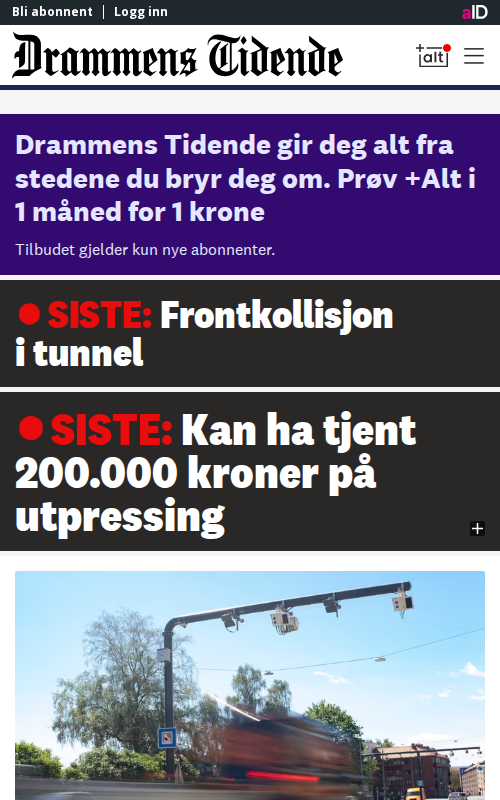 Bli abonnent
Logg inn
aID
Drammens Tidende
+alt
Drammens Tidende gir deg alt fra
stedene du bryr deg om. Prøv +Alt i
1 måned for 1 krone
Tilbudet gjelder kun nye abonnenter.
SISTE: Frontkollisjon
i tunnel
SISTE: Kan ha tjent
200.000 kroner på
utpressing